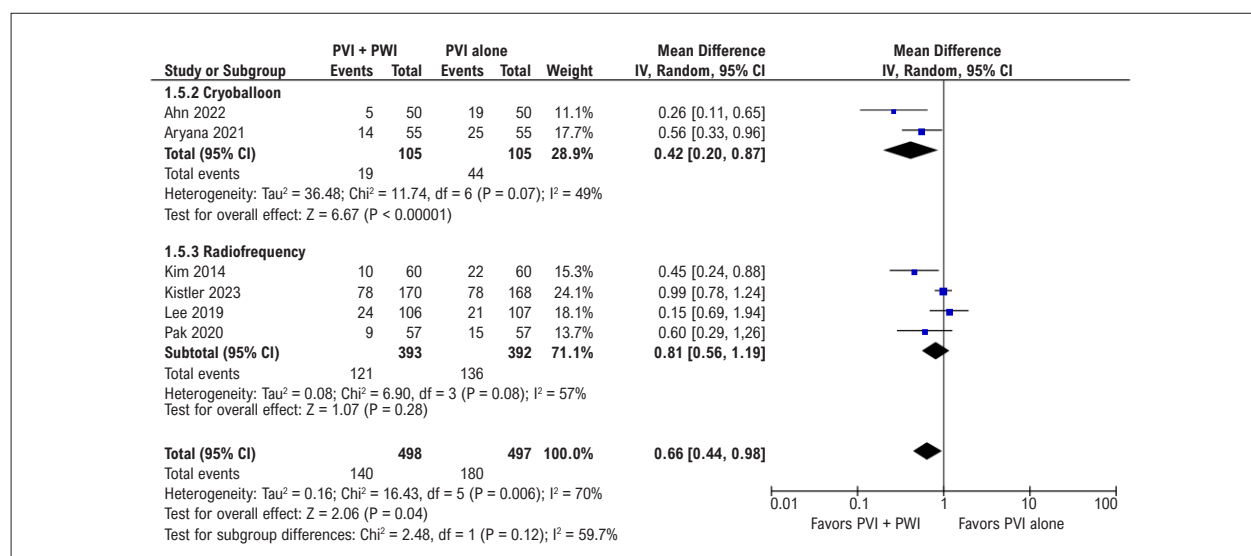 PVI + PWI PVI alone Mean Difference Mean Difference
Study or Subgroup Events Total Events Total Weight IV, Random, 95% CI IV, Random, 95% CI
1.5.2 Cryoballoon
Ahn 2022 5 50 19 50 11.1% 0.26 [0.11, 0.65]
Aryana 2021 14 55 25 55 17.7% 0.56 [0.33, 0.96]
Total (95% CI) 105 105 28.9% 0.42 [0.20, 0.87]
Total events 19 44
Heterogeneity: Tau² = 36.48; Chi² = 11.74, df = 6 (P = 0.07); I² = 49%
Test for overall effect: Z = 6.67 (P < 0.00001)
1.5.3 Radiofrequency
Kim 2014 10 60 22 60 15.3% 0.45 [0.24, 0.88]
Kistler 2023 78 170 78 168 24.1% 0.99 [0.78, 1.24]
Lee 2019 24 106 21 107 18.1% 0.15 [0.69, 1.94]
Pak 2020 9 57 15 57 13.7% 0.60 [0.29, 1,26]
Subtotal (95% CI) 393 392 71.1% 0.81 [0.56, 1.19]
Total events 121 136
Heterogeneity: Tau² = 0.08; Chi² = 6.90, df = 3 (P = 0.08); I² = 57%
Test for overall effect: Z = 1.07 (P = 0.28)
Total (95% CI) 498 497 100.0% 0.66 [0.44, 0.98]
Total events 140 180
Heterogeneity: Tau² = 0.16; Chi² = 16.43, df = 5 (P = 0.006); I² = 70%
Test for overall effect: Z = 2.06 (P = 0.04)
Test for subgroup differences: Chi² = 2.48, df = 1 (P = 0.12); I² = 59.7%
0.01 0.1 1 10 100
Favors PVI + PWI Favors PVI alone